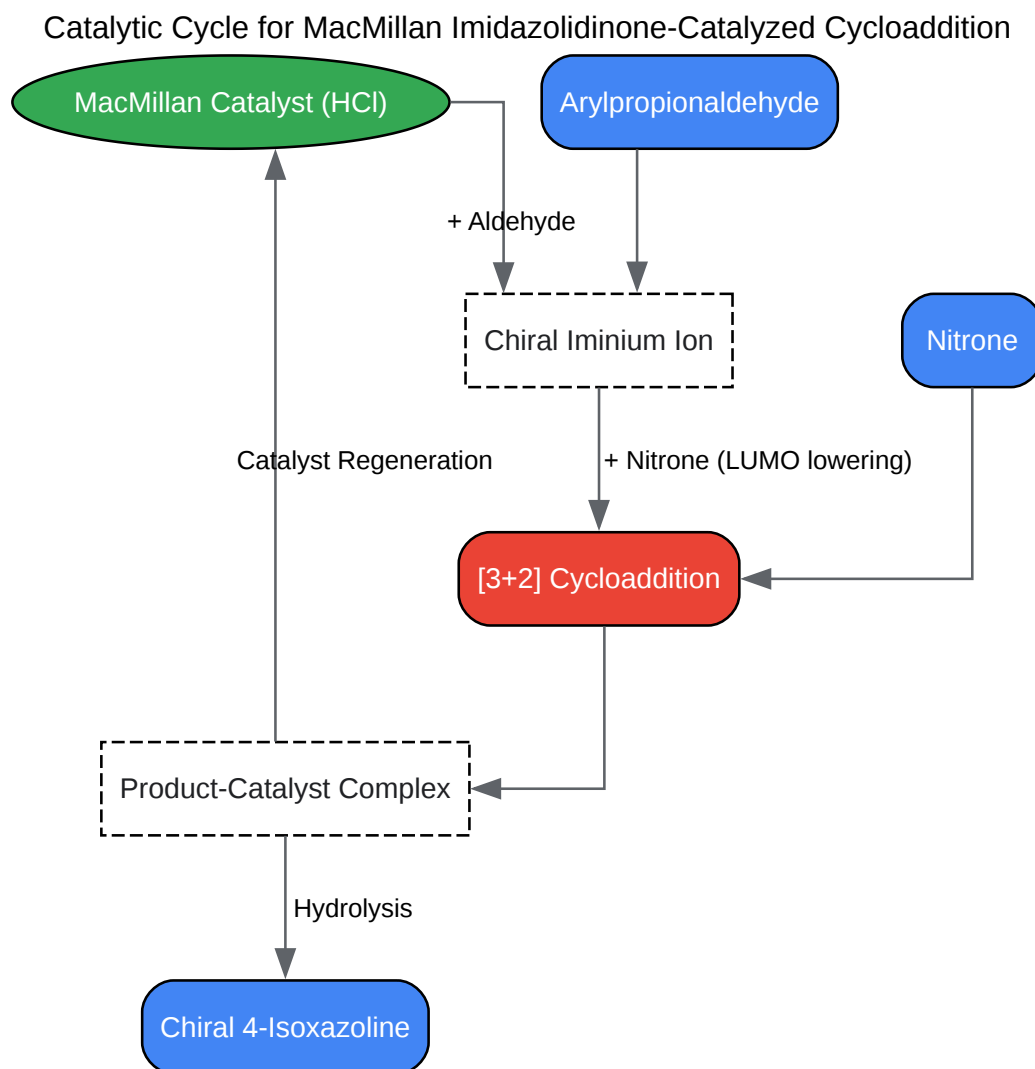 Catalytic Cycle for MacMillan Imidazolidinone-Catalyzed Cycloaddition
MacMillan Catalyst (HCl)
Arylpropionaldehyde
+ Aldehyde
Chiral Iminium Ion
Nitrone
Catalyst Regeneration
+ Nitrone (LUMO lowering)
[3+2] Cycloaddition
Product-Catalyst Complex
Hydrolysis
Chiral 4-Isoxazoline